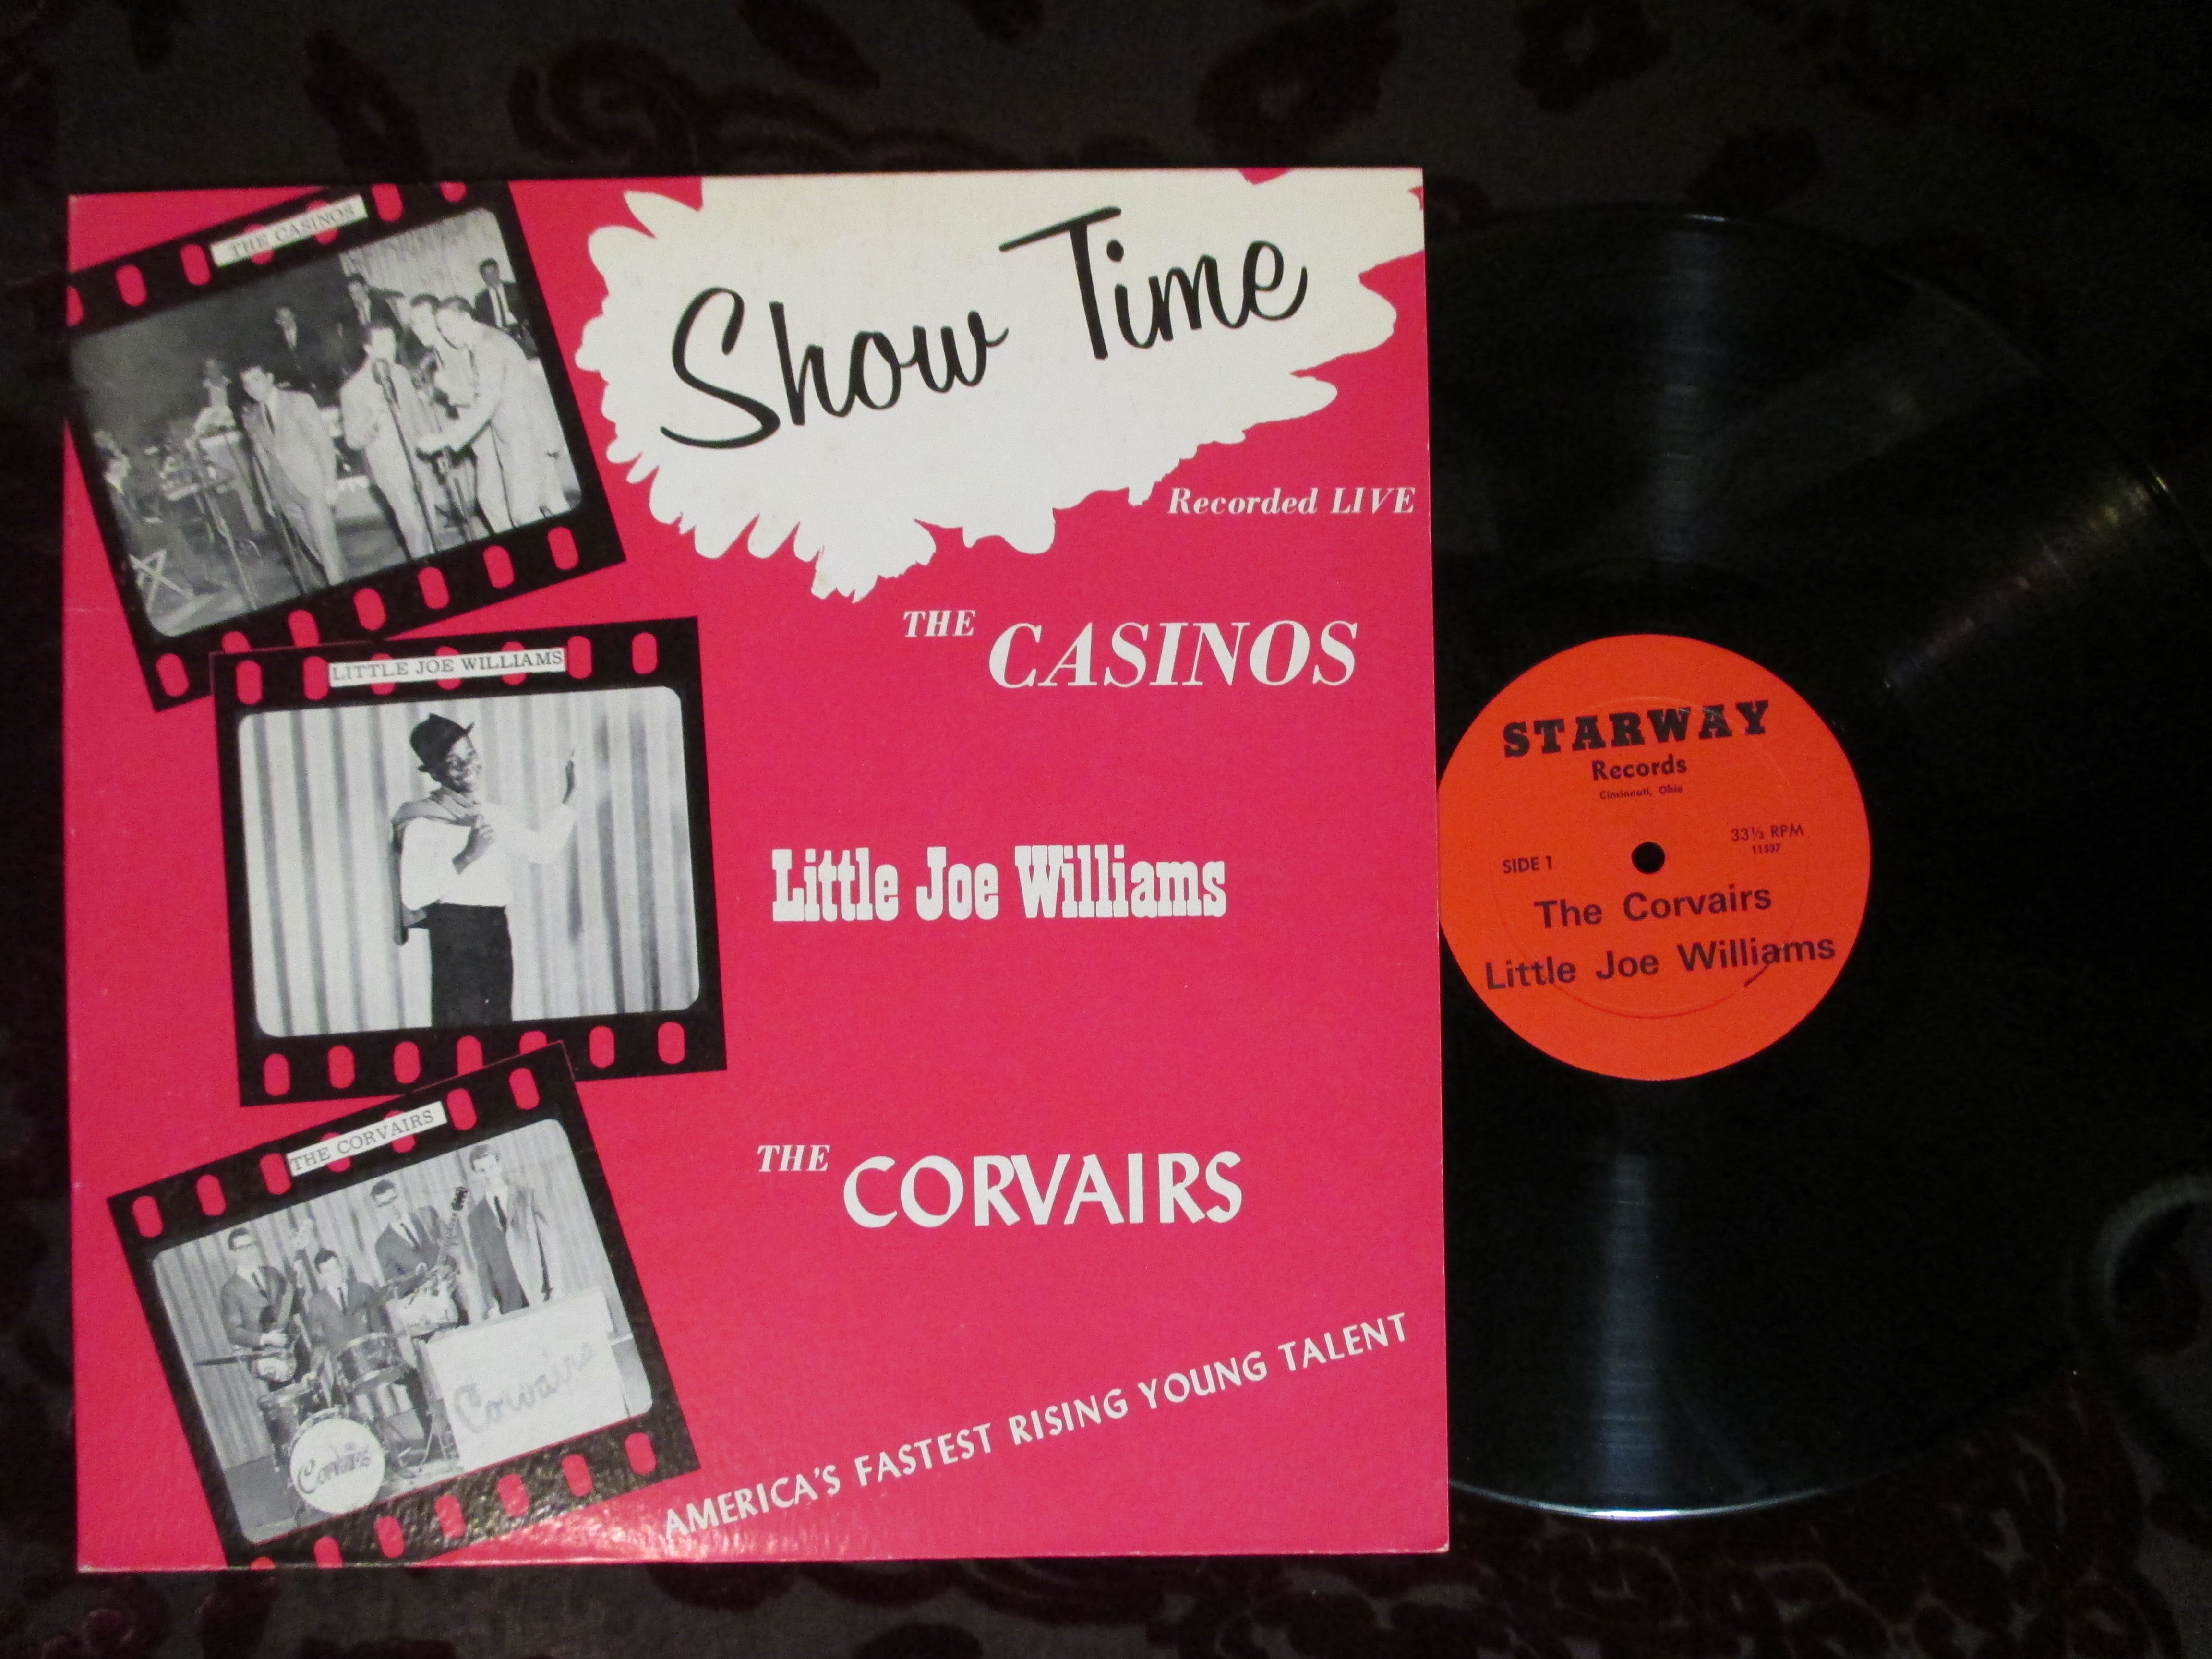 THE CASINOS
Show Time
Recorded LIVE
THE CASINOS
LITTLE JOE WILLIAMS
Little Joe Williams
THE CORVAIRS
THE CORVAIRS
Corvairs
Corvairs
AMERICA'S FASTEST RISING YOUNG TALENT
STARWAY
Records
Cincinnati, Ohio
33⅓ RPM
11537
SIDE 1
The Corvairs
Little Joe Williams